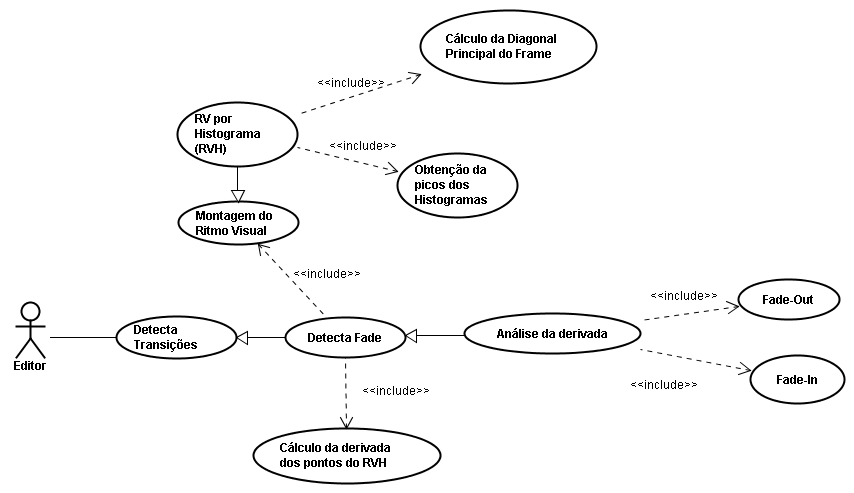 Cálculo da Diagonal
Principal do Frame
<<include>>
RV por
Histograma
(RVH)
<<include>>
Obtenção da
picos dos
Histogramas
Montagem do
Ritmo Visual
<<include>>
<<include>>
Fade-Out
Detecta
Transições
Detecta Fade
Análise da derivada
Editor
<<include>>
Fade-In
<<include>>
Cálculo da derivada
dos pontos do RVH